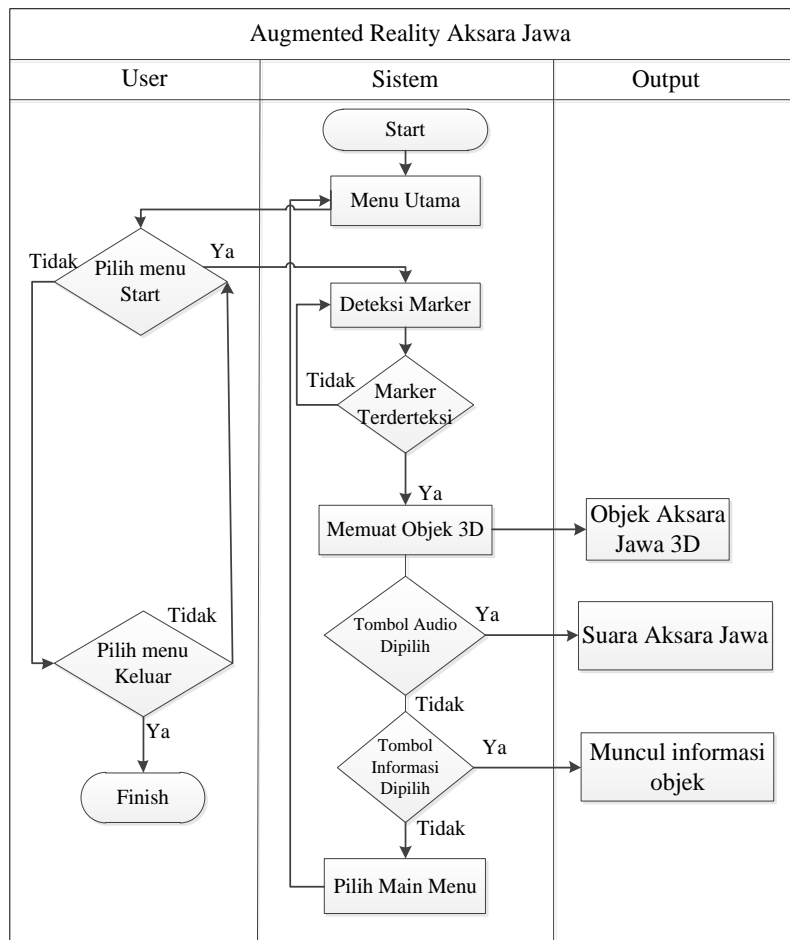 Augmented Reality Aksara Jawa
User
Sistem
Output
Start
Menu Utama
Tidak
Pilih menu
Start
Ya
Deteksi Marker
Tidak
Marker
Terderteksi
Ya
Memuat Objek 3D
Objek Aksara
Jawa 3D
Tombol Audio
Dipilih
Ya
Suara Aksara Jawa
Tidak
Pilih menu
Keluar
Tidak
Ya
Finish
Tombol
Informasi
Dipilih
Ya
Muncul informasi
objek
Tidak
Pilih Main Menu